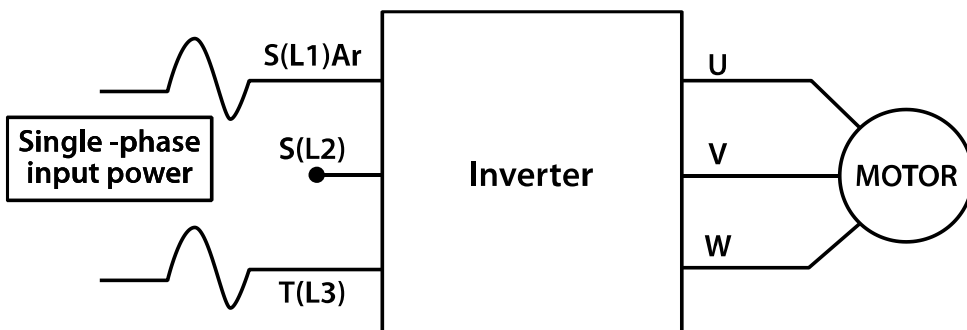 S(L1)Ar
Single -phase
input power
S(L2)
T(L3)
Inverter
U
V
W
MOTOR